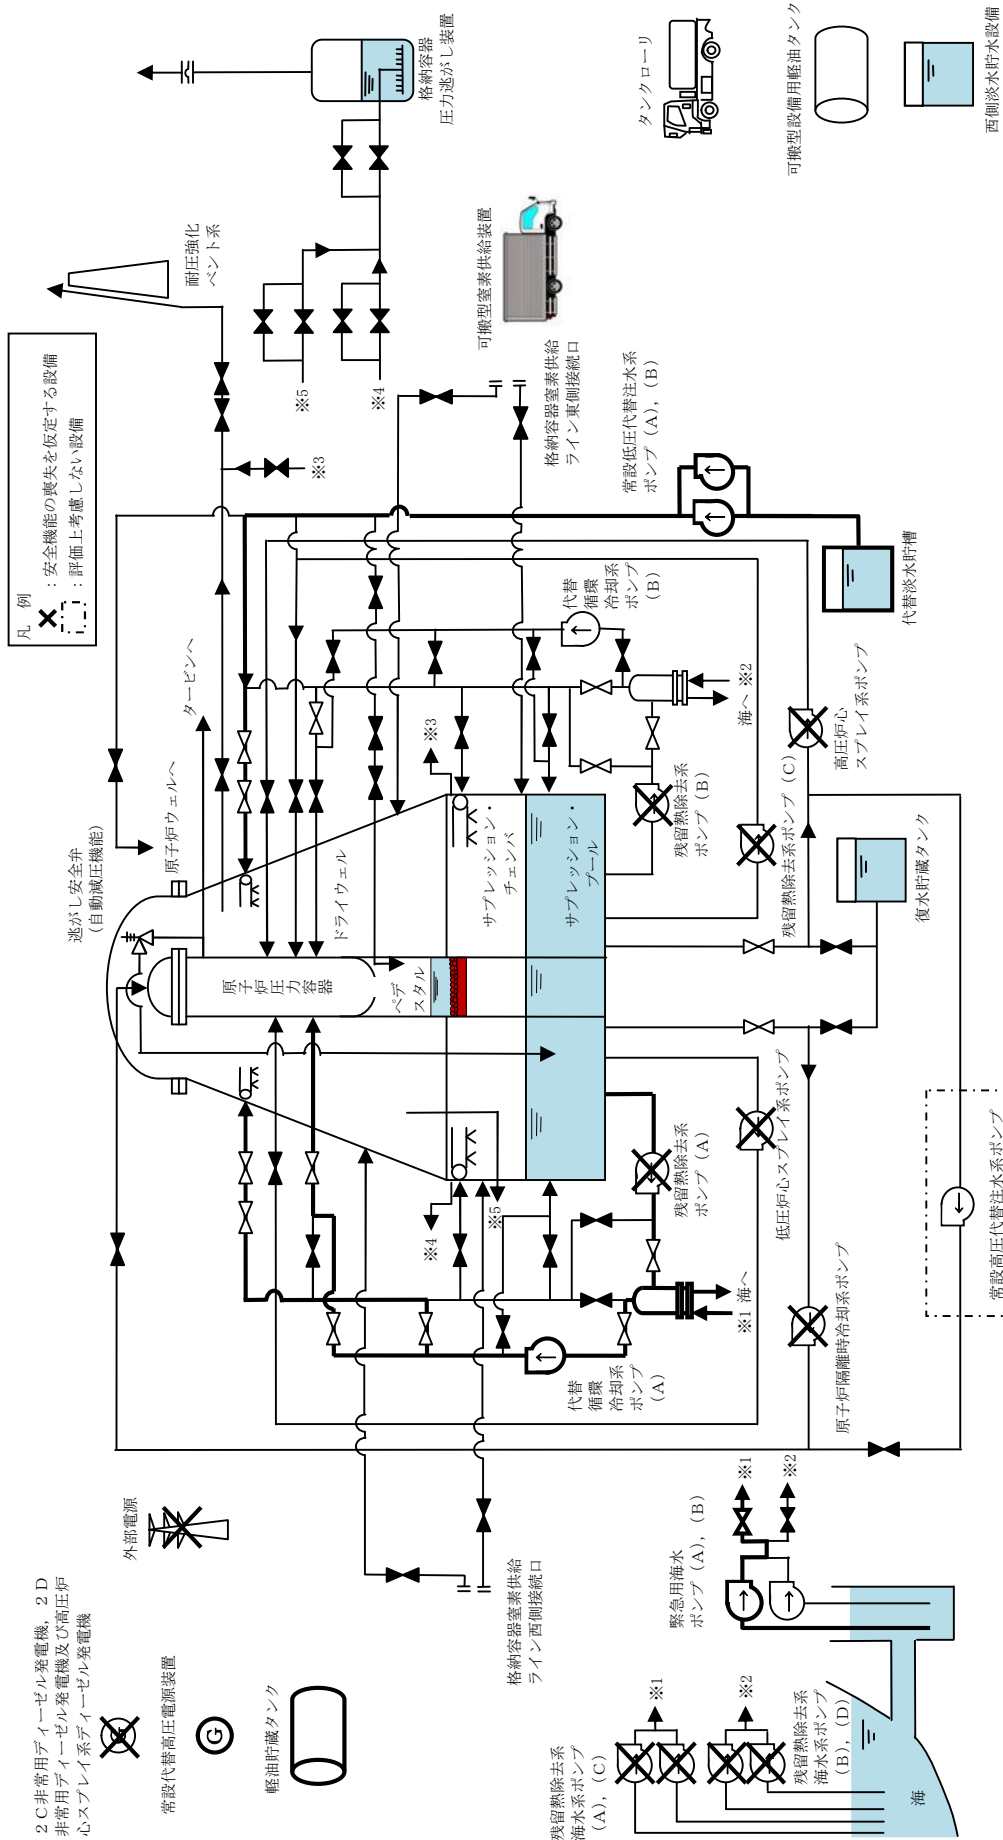 2C非常用ディーゼル発電機，2D
非常用ディーゼル発電機及び高圧炉
心スプレイ系ディーゼル発電機
G
常設代替高圧電源装置
G
軽油貯蔵タンク
外部電源
格納容器窒素供給
ライン西側接続口
残留熱除去系
海水系ポンプ
（A），（C）
※1
※2
残留熱除去系
海水系ポンプ
（B），（D）
海
緊急用海水
ポンプ（A），（B）
※1
※2
凡　例
：安全機能の喪失を仮定する設備
：評価上考慮しない設備
逃がし安全弁
（自動減圧機能）
原子炉ウェルへ
タービンへ
耐圧強化
ベント系
※3
原子炉圧力容器
ドライウェル
ペデ
スタル
サプレッション・
チェンバ
サプレッション・
プール
※3
※4
※5
代替
循環
冷却系
ポンプ
（A）
※1
海へ
残留熱除去系
ポンプ（A）
低圧炉心スプレイ系ポンプ
原子炉隔離時冷却系ポンプ
常設高圧代替注水系ポンプ
代替
循環
冷却系
ポンプ
（B）
海へ
※2
残留熱除去系
ポンプ
（B）
残留熱除去系ポンプ（C）
高圧炉心
スプレイ系ポンプ
復水貯蔵タンク
代替淡水貯槽
常設低圧代替注水系
ポンプ（A），（B）
格納容器窒素供給
ライン東側接続口
※5
※4
格納容器
圧力逃がし装置
可搬型窒素供給装置
タンクローリ
可搬型設備用軽油タンク
西側淡水貯水設備